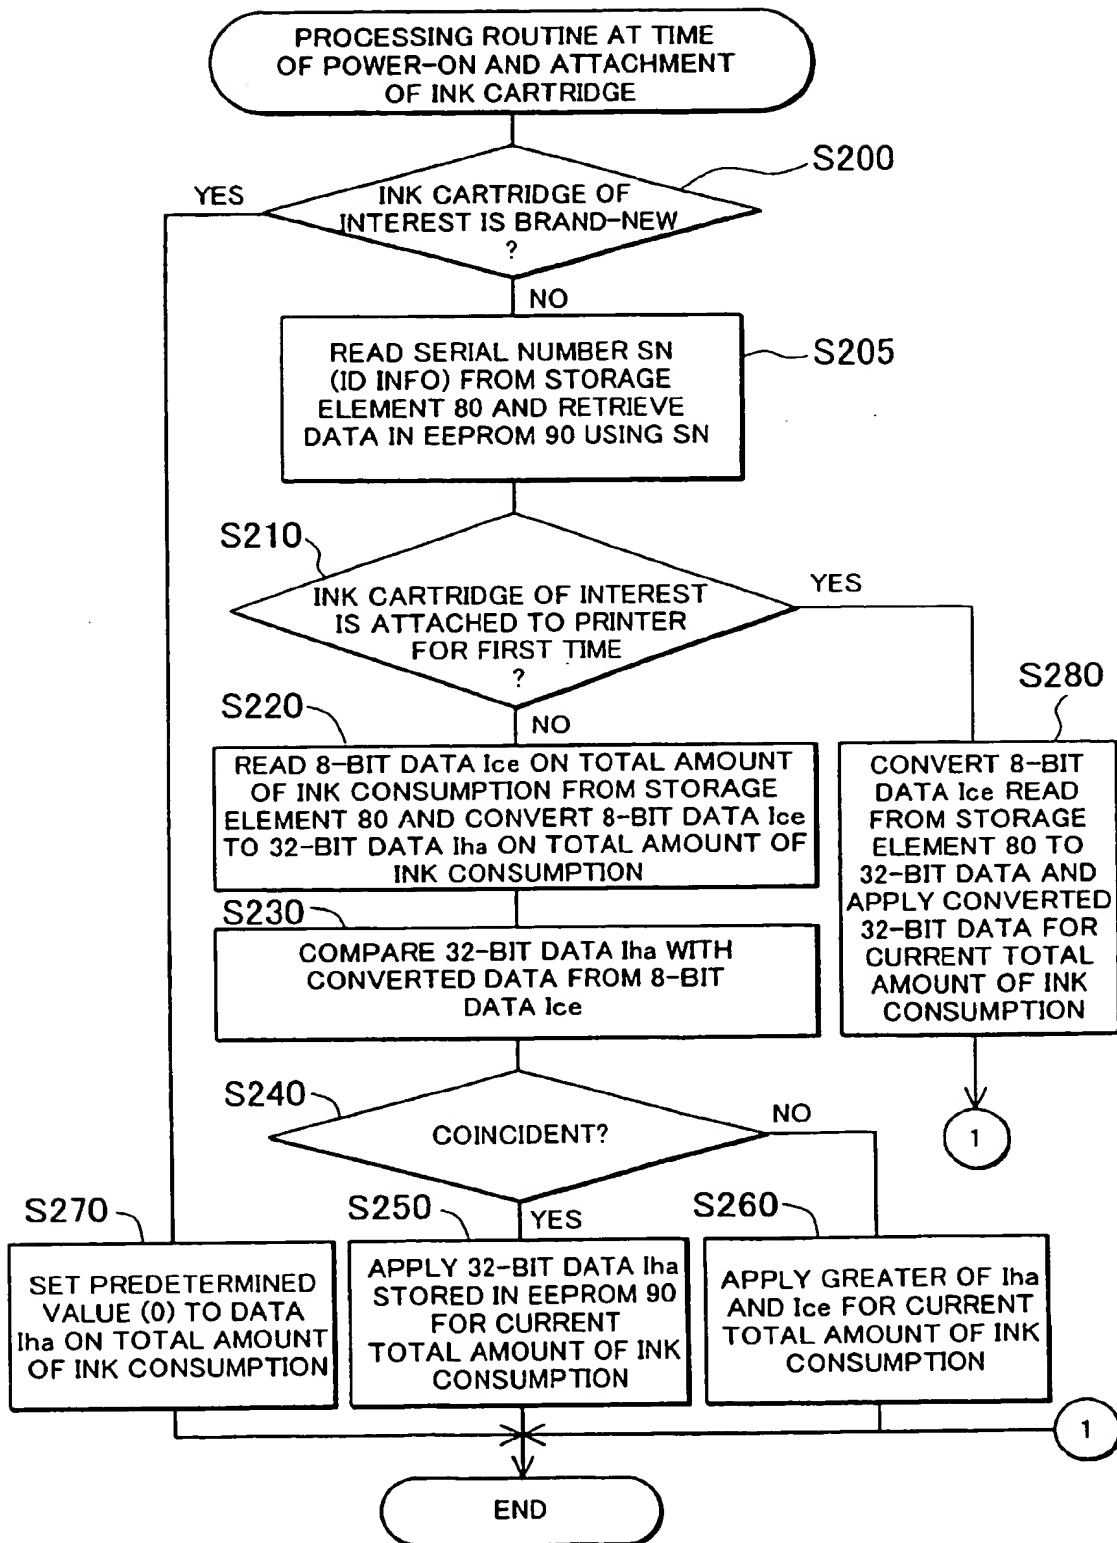 PROCESSING ROUTINE AT TIME
OF POWER-ON AND ATTACHMENT
OF INK CARTRIDGE
S200
YES
INK CARTRIDGE OF
INTEREST IS BRAND-NEW
?
NO
S205
READ SERIAL NUMBER SN
(ID INFO) FROM STORAGE
ELEMENT 80 AND RETRIEVE
DATA IN EEPROM 90 USING SN
S210
YES
INK CARTRIDGE OF INTEREST
IS ATTACHED TO PRINTER
FOR FIRST TIME
?
NO
S220
READ 8-BIT DATA Ice ON TOTAL AMOUNT
OF INK CONSUMPTION FROM STORAGE
ELEMENT 80 AND CONVERT 8-BIT DATA Ice
TO 32-BIT DATA Iha ON TOTAL AMOUNT OF
INK CONSUMPTION
S280
CONVERT 8-BIT
DATA Ice READ
FROM STORAGE
ELEMENT 80 TO
32-BIT DATA AND
APPLY CONVERTED
32-BIT DATA FOR
CURRENT TOTAL
AMOUNT OF INK
CONSUMPTION
1
S230
COMPARE 32-BIT DATA Iha WITH
CONVERTED DATA FROM 8-BIT
DATA Ice
S240
NO
COINCIDENT?
YES
S270
SET PREDETERMINED
VALUE (0) TO DATA
Iha ON TOTAL AMOUNT
OF INK CONSUMPTION
S250
APPLY 32-BIT DATA Iha
STORED IN EEPROM 90
FOR CURRENT
TOTAL AMOUNT OF INK
CONSUMPTION
S260
APPLY GREATER OF Iha
AND Ice FOR CURRENT
TOTAL AMOUNT OF INK
CONSUMPTION
1
END